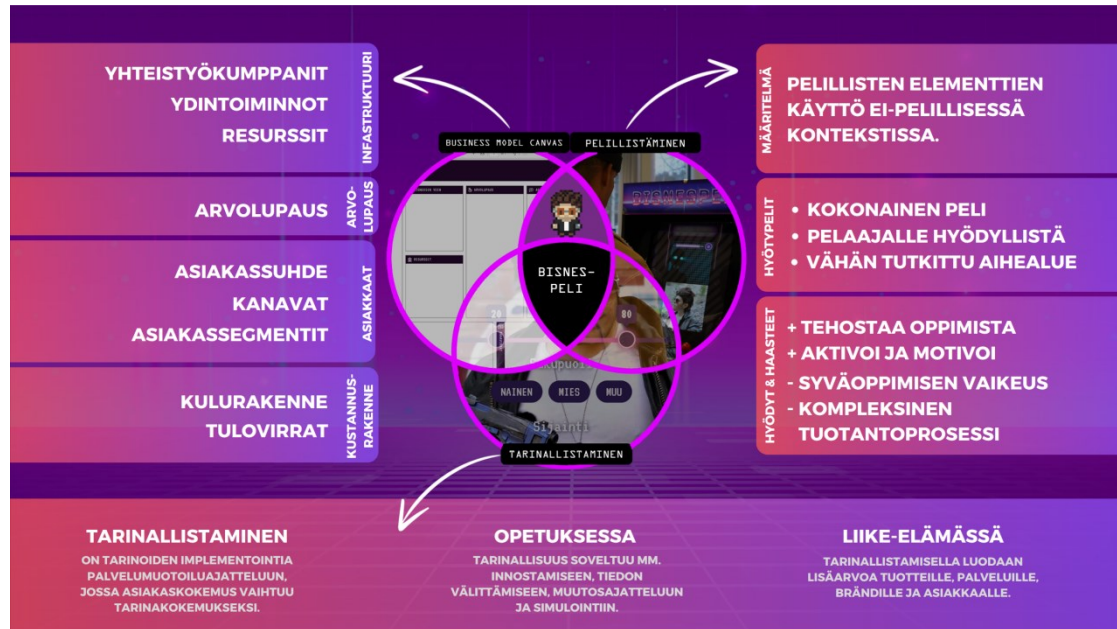 YHTEISTYÖKUMPPANIT
YDINTOIMINNOT
RESURSSIT
INFASTRUKTUURI
ARVOLUPAUS
ARVO-
LUPAUS
ASIAKASSUHDE
KANAVAT
ASIAKASSEGMENTIT
ASIAKKAAT
KULURAKENNE
TULOVIRRAT
KUSTANNUS-
RAKENNE
BUSINESS MODEL CANVAS
PELILLISTÄMINEN
BISNES-
PELI
20
80
NAINEN
MIES
MUU
Sijainti
TARINALLISTAMINEN
MÄÄRITELMÄ
PELILLISTEN ELEMENTTIEN
KÄYTTÖ EI-PELILLISESSÄ
KONTEKSTISSA.
HYÖTYPELIT
• KOKONAINEN PELI
• PELAAJALLE HYÖDYLLISTÄ
• VÄHÄN TUTKITTU AIHEALUE
HYÖDYT & HAASTEET
+ TEHOSTAA OPPIMISTA
+ AKTIVOI JA MOTIVOI
- SYVÄOPPIMISEN VAIKEUS
- KOMPLEKSINEN
TUOTANTOPROSESSI
TARINALLISTAMINEN
ON TARINOIDEN IMPLEMENTOINTIA
PALVELUMUOTOILUAJATTELUUN,
JOSSA ASIAKASKOKEMUS VAIHTUU
TARINAKOKEMUKSEKSI.
OPETUKSESSA
TARINALLISUUS SOVELTUU MM.
INNOSTAMISEEN, TIEDON
VÄLITTÄMISEEN, MUUTOSAJATTELUUN
JA SIMULOINTIIN.
LIIKE-ELÄMÄSSÄ
TARINALLISTAMISELLA LUODAAN
LISÄARVOA TUOTTEILLE, PALVELUILLE,
BRÄNDILLE JA ASIAKKAALLE.